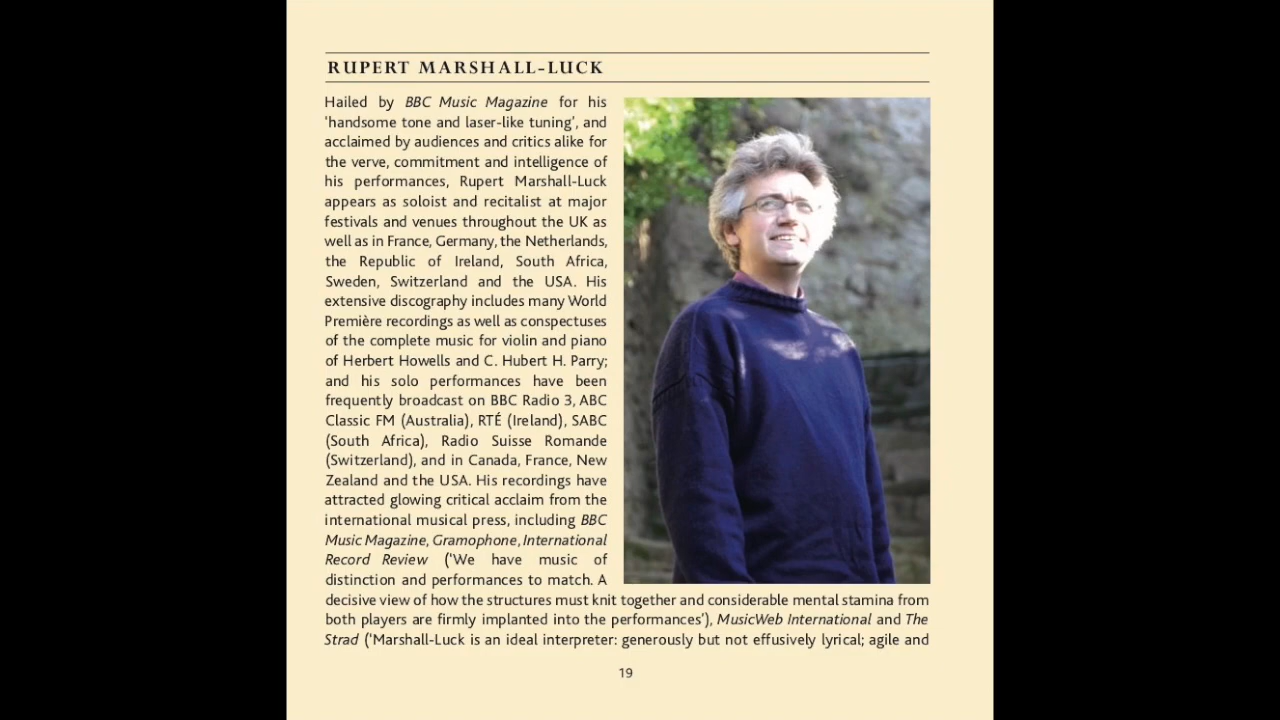 RUPERT MARSHALL-LUCK
Hailed by BBC Music Magazine for his
‘handsome tone and laser-like tuning’, and
acclaimed by audiences and critics alike for
the verve, commitment and intelligence of
his performances, Rupert Marshall-Luck
appears as soloist and recitalist at major
festivals and venues throughout the UK as
well as in France, Germany, the Netherlands,
the Republic of Ireland, South Africa,
Sweden, Switzerland and the USA. His
extensive discography includes many World
Première recordings as well as conspectuses
of the complete music for violin and piano
of Herbert Howells and C. Hubert H. Parry;
and his solo performances have been
frequently broadcast on BBC Radio 3, ABC
Classic FM (Australia), RTÉ (Ireland), SABC
(South Africa), Radio Suisse Romande
(Switzerland), and in Canada, France, New
Zealand and the USA. His recordings have
attracted glowing critical acclaim from the
international musical press, including BBC
Music Magazine, Gramophone, International
Record Review (‘We have music of
distinction and performances to match. A
decisive view of how the structures must knit together and considerable mental stamina from
both players are firmly implanted into the performances’), MusicWeb International and The
Strad (‘Marshall-Luck is an ideal interpreter: generously but not effusively lyrical; agile and
19